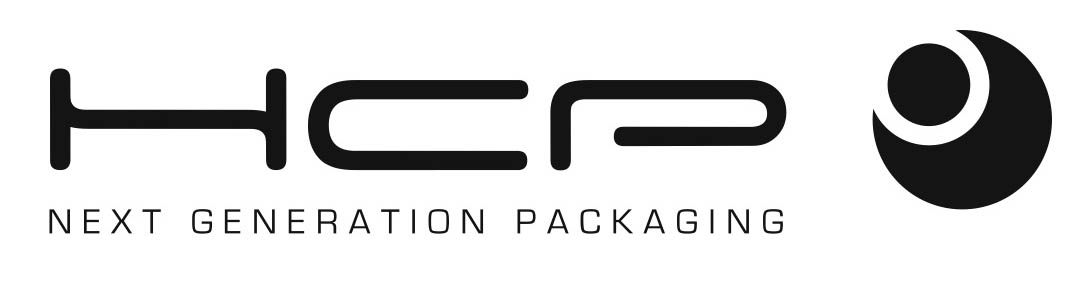 HCP
NEXT GENERATION PACKAGING